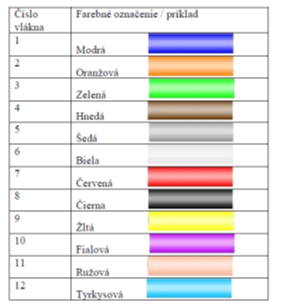 Číslo vlákna Farebné označenie / príklad
1 Modrá
2 Oranžová
3 Zelená
4 Hnedá
5 Šedá
6 Biela
7 Červená
8 Čierna
9 Žltá
10 Fialová
11 Ružová
12 Tyrkysová